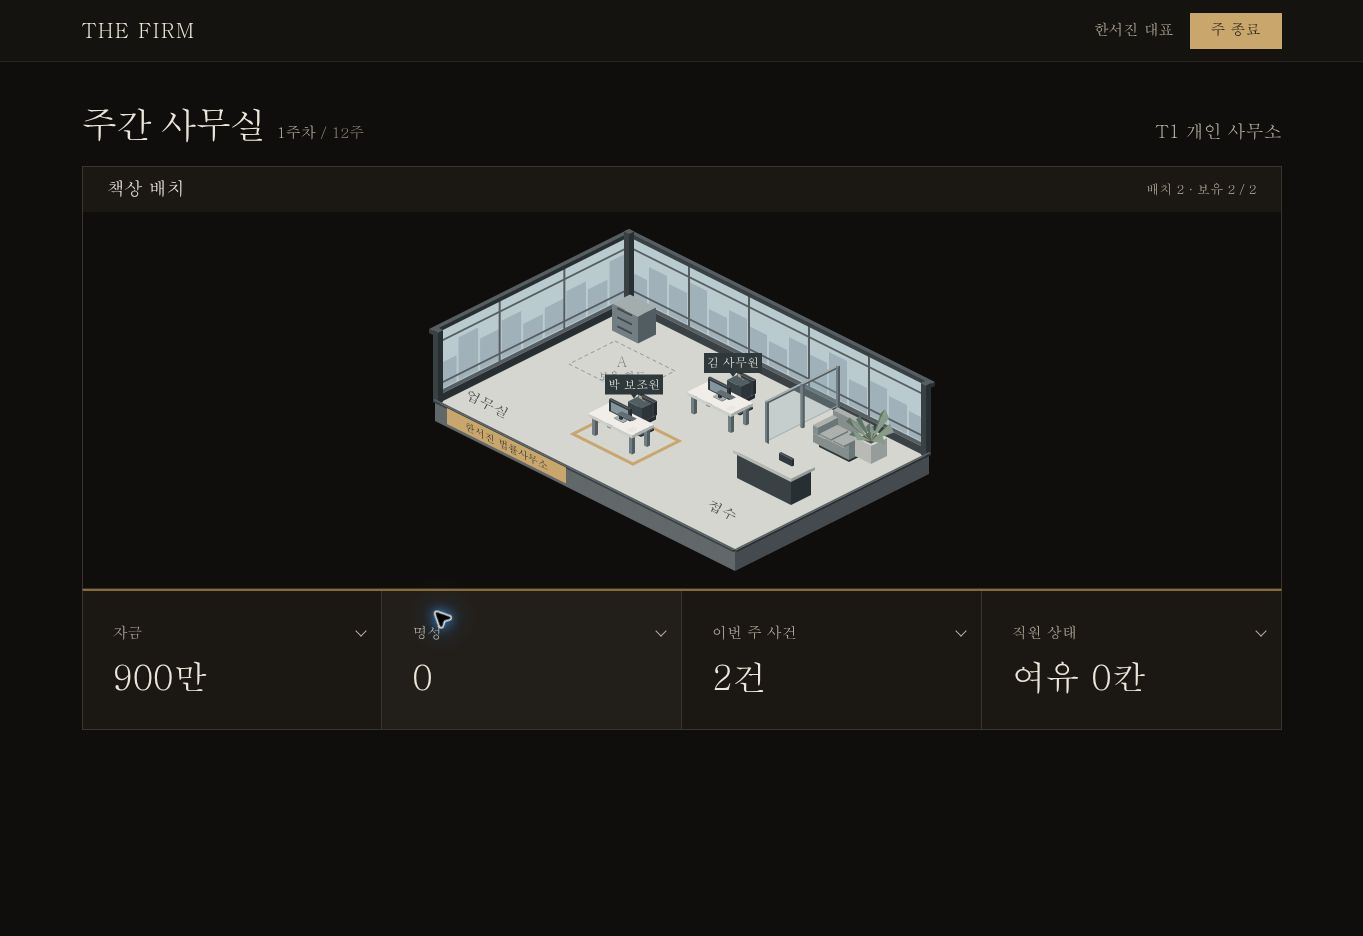 THE FIRM
한서진 대표
주 종료
주간 사무실 1주차 / 12주
T1 개인 사무소
책상 배치
배치 2 · 보유 2 / 2
김 사무원
A
박 보조원
업무실
한서진 법률사무소
접수
자금
900만
명성
0
이번 주 사건
2건
직원 상태
여유 0칸